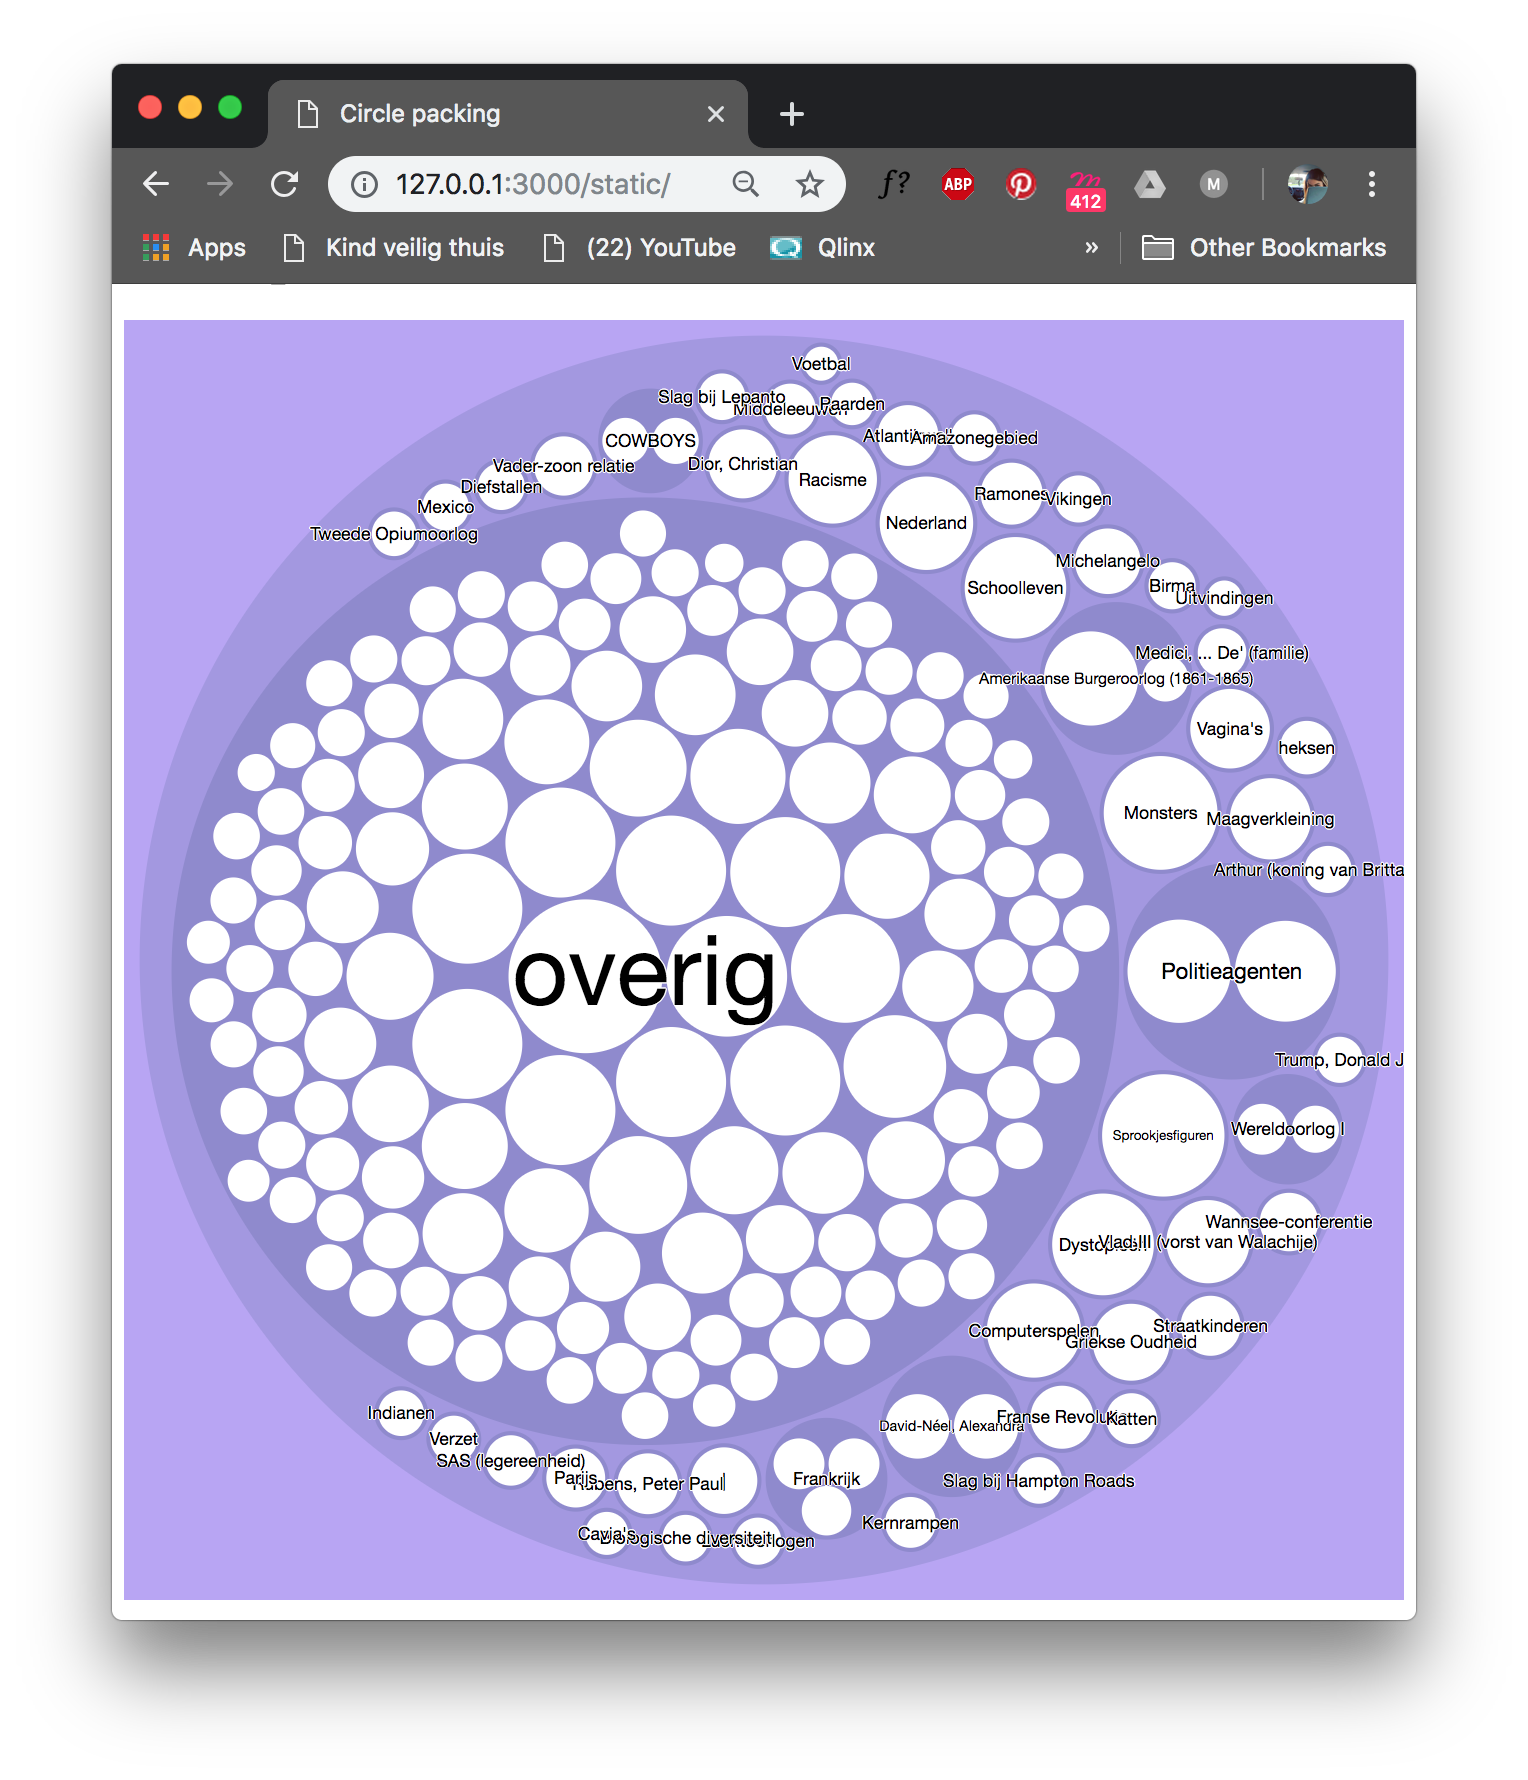 Circle packing
127.0.0.1:3000/static/
f?
ABP
412
M
Apps
Kind veilig thuis
(22) YouTube
Qlinx
»
Other Bookmarks
Voetbal
Slag bij Lepanto
Middeleeuwen
Paarden
COWBOYS
Amazonegebied
Vader-zoon relatie
Dior, Christian
Racisme
Diefstallen
Ramones
Vikingen
Mexico
Nederland
Tweede Opiumoorlog
Michelangelo
Schoolleven
Birma
Uitvindingen
Medici, ... De' (familie)
Amerikaanse Burgeroorlog (1861-1865)
Vagina's
heksen
Monsters
Maagverkleining
Arthur (koning van Britta
overig
Politieagenten
Trump, Donald J
Wereldoorlog I
Sprookjesfiguren
Wannsee-conferentie
Vlad III (vorst van Walachije)
Computerspelen
Straatkinderen
Griekse Oudheid
Indianen
Franse
Katten
David-Néel, Alexandra
Verzet
SAS (legereenheid)
Parijs
Rubens, Peter Paul
Frankrijk
Slag bij Hampton Roads
Kernrampen
Cavia's
Biologische diversiteit